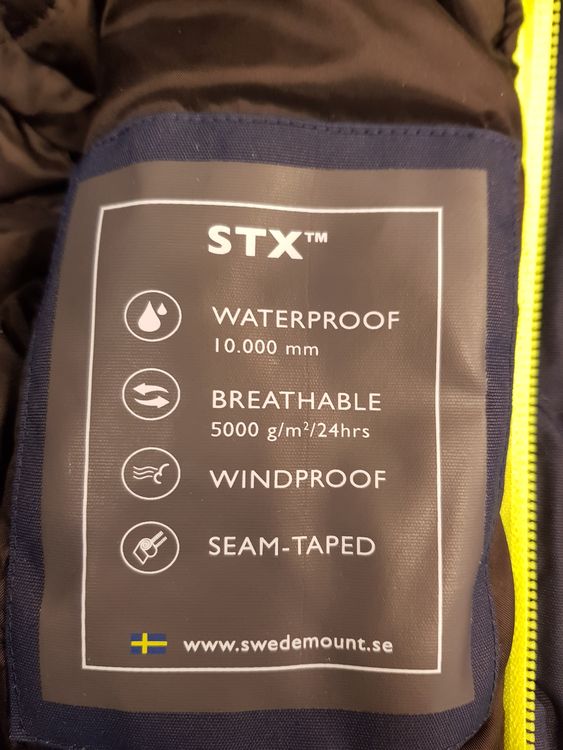 STX™
WATERPROOF
10.000 mm
BREATHABLE
5000 g/m²/24hrs
WINDPROOF
SEAM-TAPED
www.swedemount.se